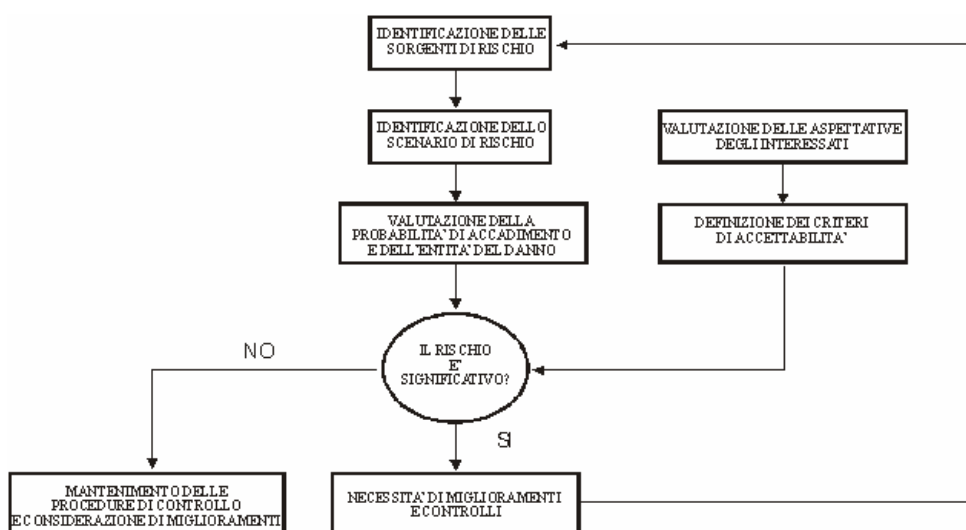 IDENTIFICAZIONE DELLE
SORGENTI DI RISCHIO
IDENTIFICAZIONE DELLO
SCENARIO DI RISCHIO
VALUTAZIONE DELLE ASPETTATIVE
DEGLI INTERESSATI
VALUTAZIONE DELLA
PROBABILITA' DI ACCADIMENTO
E DELL'ENTITA' DEL DANNO
DEFINIZIONE DEI CRITERI
DI ACCETTABILITA'
IL RISCHIO
E'
SIGNIFICATIVO?
NO
SI
MANTENIMENTO DELLE
PROCEDURE DI CONTROLLO
E CONSIDERAZIONE DI MIGLIORAMENTI
NECESSITA' DI MIGLIORAMENTI
E CONTROLLI